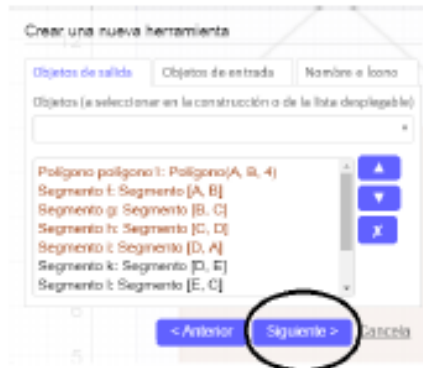 Crear una nueva herramienta
Objetos de salida Objetos de entrada Nombre e Ícono
Objetos (a seleccionar en la construcción o de la lista desplegable)
Polígono polígono1: Polígono(A, B, 4)
Segmento f: Segmento [A, B]
Segmento g: Segmento [B, C]
Segmento h: Segmento [C, D]
Segmento i: Segmento [D, A]
Segmento k: Segmento [D, E]
Segmento l: Segmento [E, C]
▲
▼
X
< Anterior Siguiente > Cancela